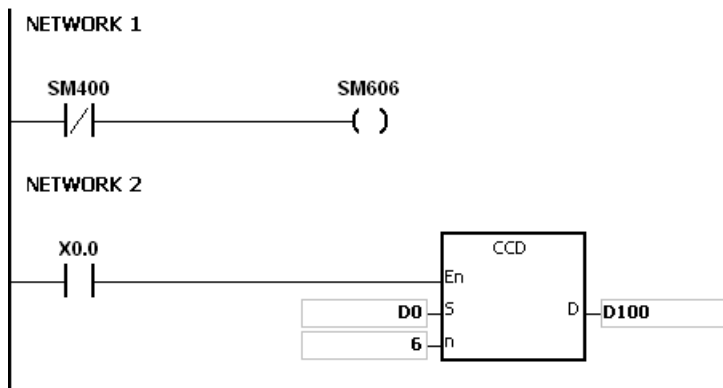 NETWORK 1
SM400 SM606
NETWORK 2
X0.0
CCD
En
D0 S D D100
6 n